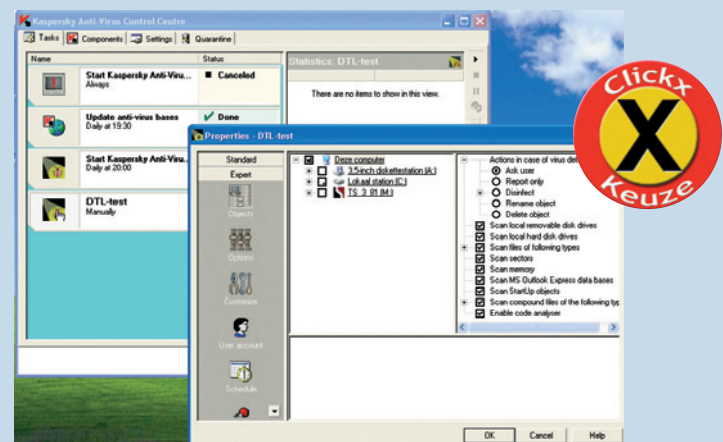 Kaspersky Anti-Virus Control Centre
Tasks Components Settings Quarantine
Name Status
Start Kaspersky Anti-Viru... Canceled
Always
Update anti-virus bases Done
Daily at 19:30
Start Kaspersky Anti-Viru...
Daily at 20:00
DTL-test
Manually
Statistics: DTL-test
There are no items to show in this view.
Properties - DTL-test
Standard
Expert
Objects
Options
Customize
User account
Schedule
Deze computer
3.5-inch diskettestation (A:)
Lokaal station (C:)
TS_3_81 (M:)
Actions in case of virus det
Ask user
Report only
Disinfect
Rename object
Delete object
Scan local removable disk drives
Scan local hard disk drives
Scan files of following types
Scan sectors
Scan memory
Scan MS Outlook Express data bases
Scan StartUp objects
Scan compound files of the following typ
Enable code analyser
OK Cancel Help
Clickx
X
Keuze